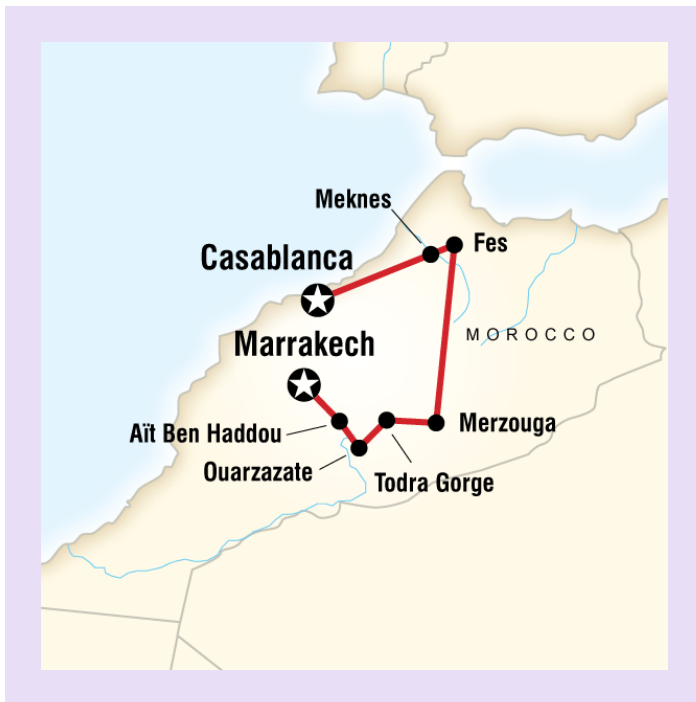 Meknes
Fes
Casablanca
MOROCCO
Marrakech
Merzouga
Aït Ben Haddou
Ouarzazate
Todra Gorge